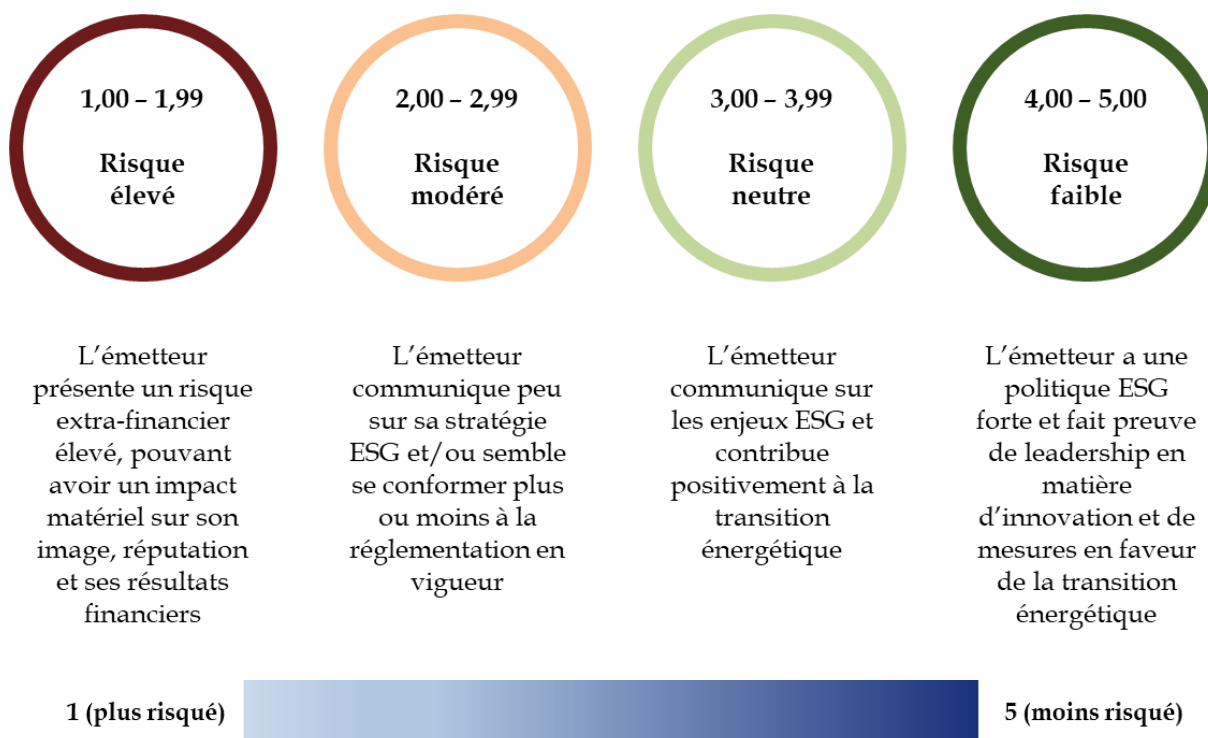 1,00 – 1,99
Risque
élevé
2,00 – 2,99
Risque
modéré
3,00 – 3,99
Risque
neutre
4,00 – 5,00
Risque
faible
L'émetteur
présente un risque
extra-financier
élevé, pouvant
avoir un impact
matériel sur son
image, réputation
et ses résultats
financiers
L'émetteur
communique peu
sur sa stratégie
ESG et/ou semble
se conformer plus
ou moins à la
réglementation en
vigueur
L'émetteur
communique sur
les enjeux ESG et
contribue
positivement à la
transition
énergétique
L'émetteur a une
politique ESG
forte et fait preuve
de leadership en
matière
d'innovation et de
mesures en faveur
de la transition
énergétique
1 (plus risqué)
5 (moins risqué)